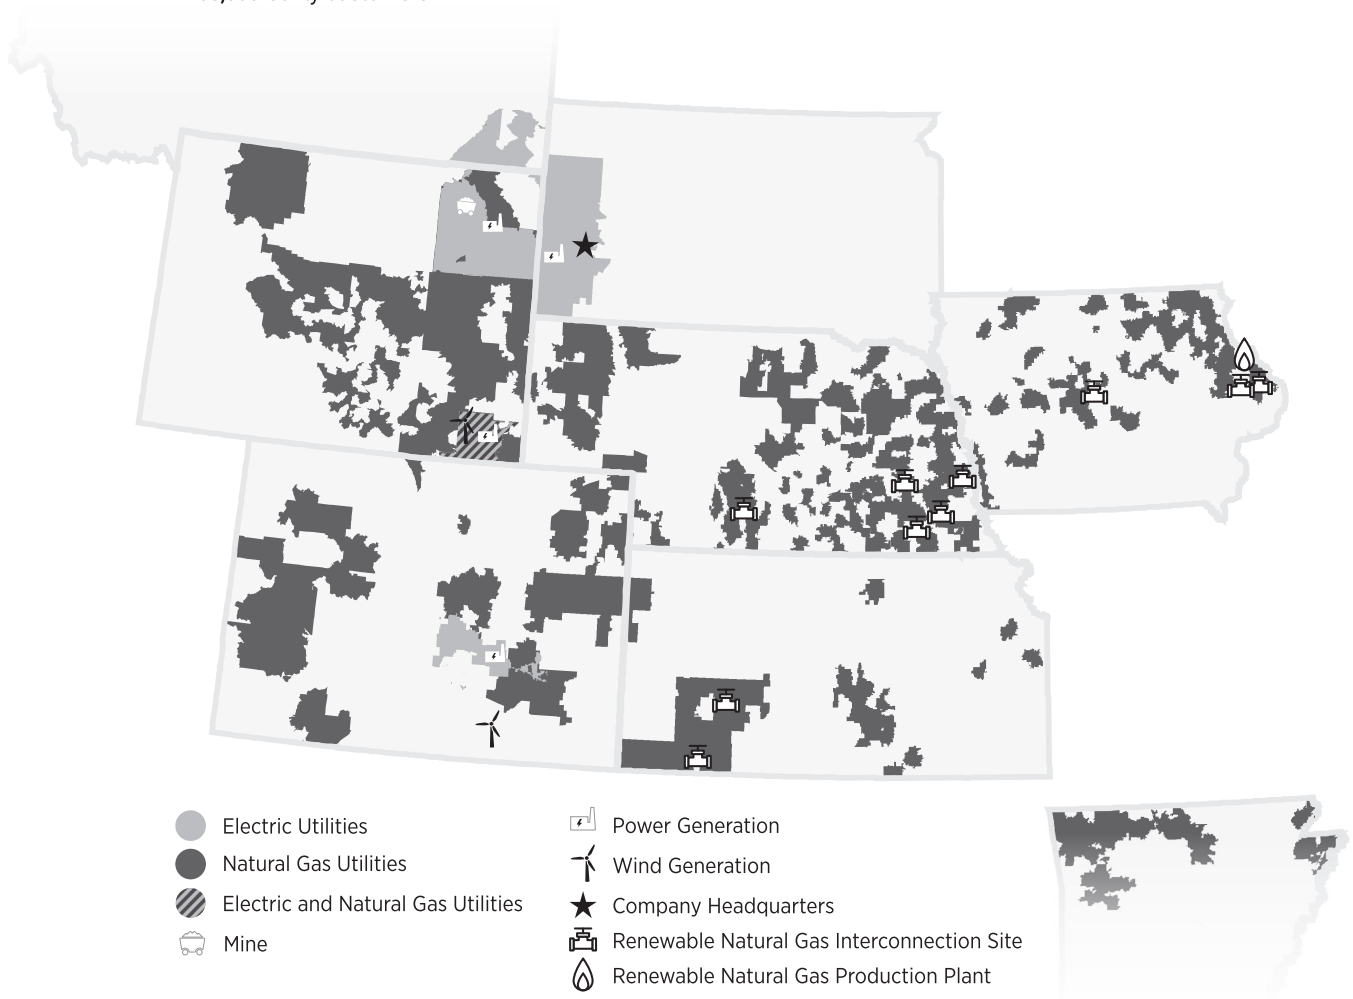 Electric Utilities
Natural Gas Utilities
Electric and Natural Gas Utilities
Mine
Power Generation
Wind Generation
Company Headquarters
Renewable Natural Gas Interconnection Site
Renewable Natural Gas Production Plant